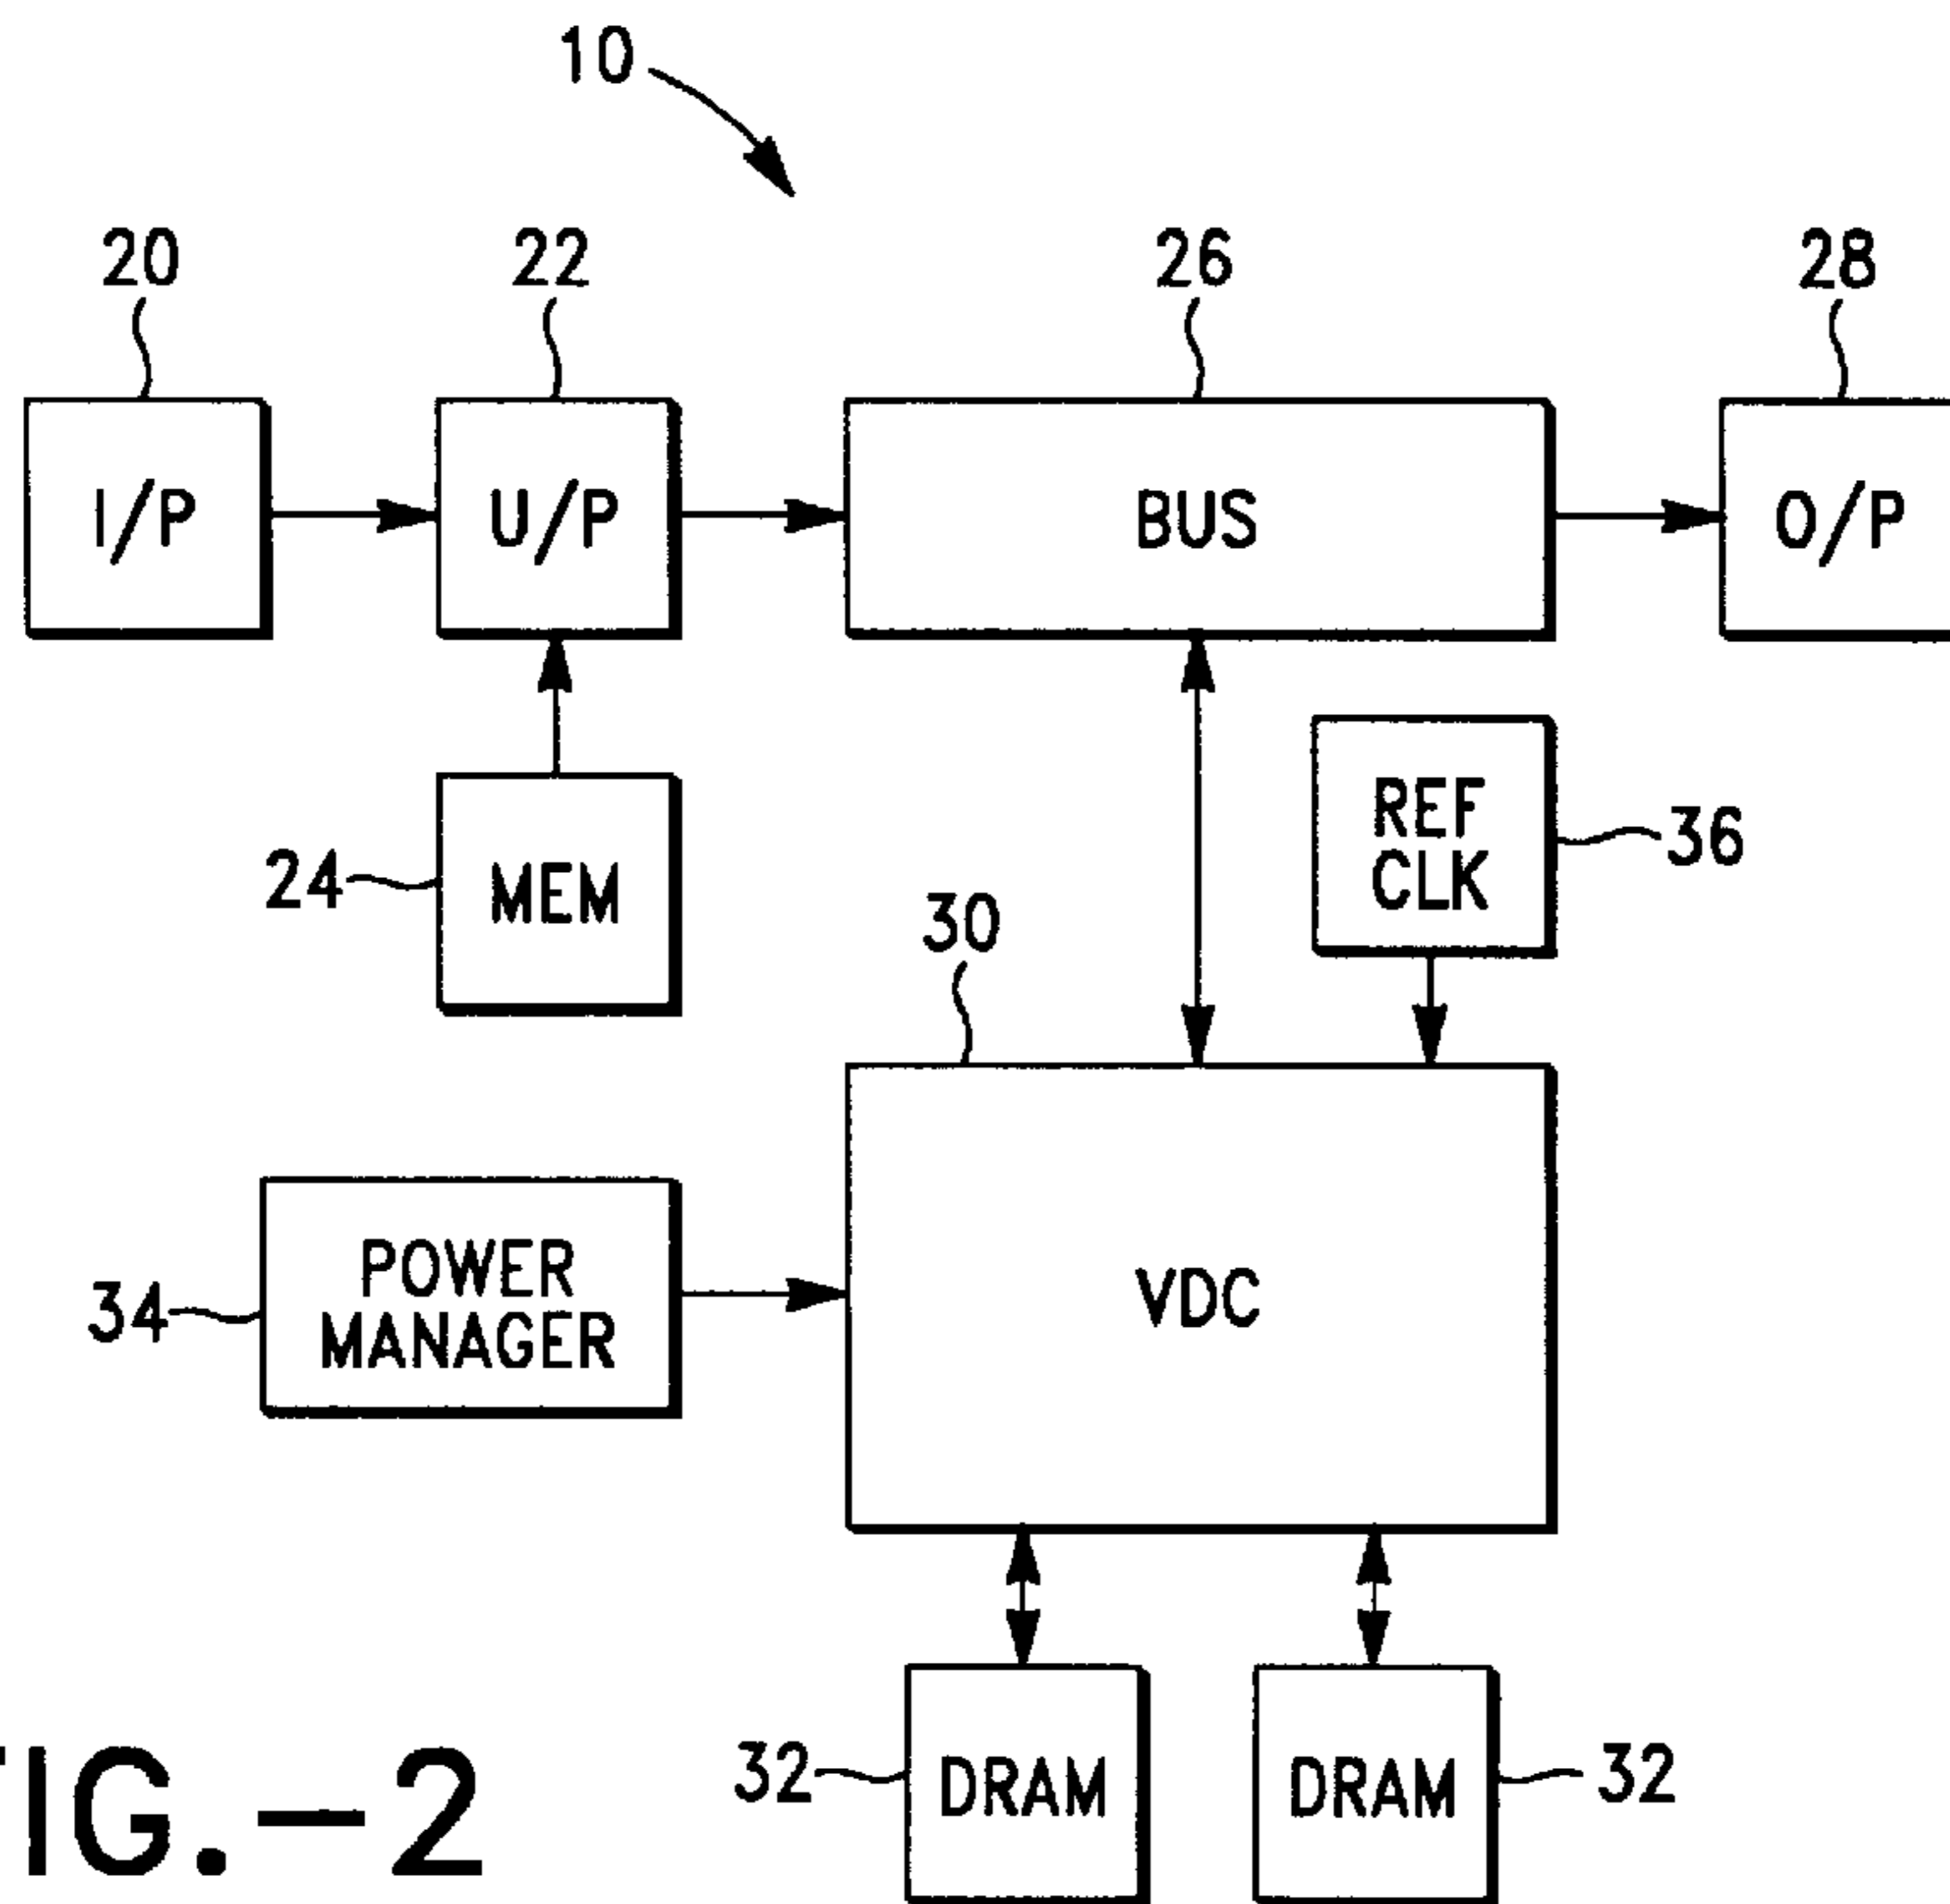 10
20
22
26
28
I/P
U/P
BUS
O/P
REF
CLK
36
24
MEM
30
POWER
MANAGER
34
VDC
32
DRAM
DRAM
32
IG.-2